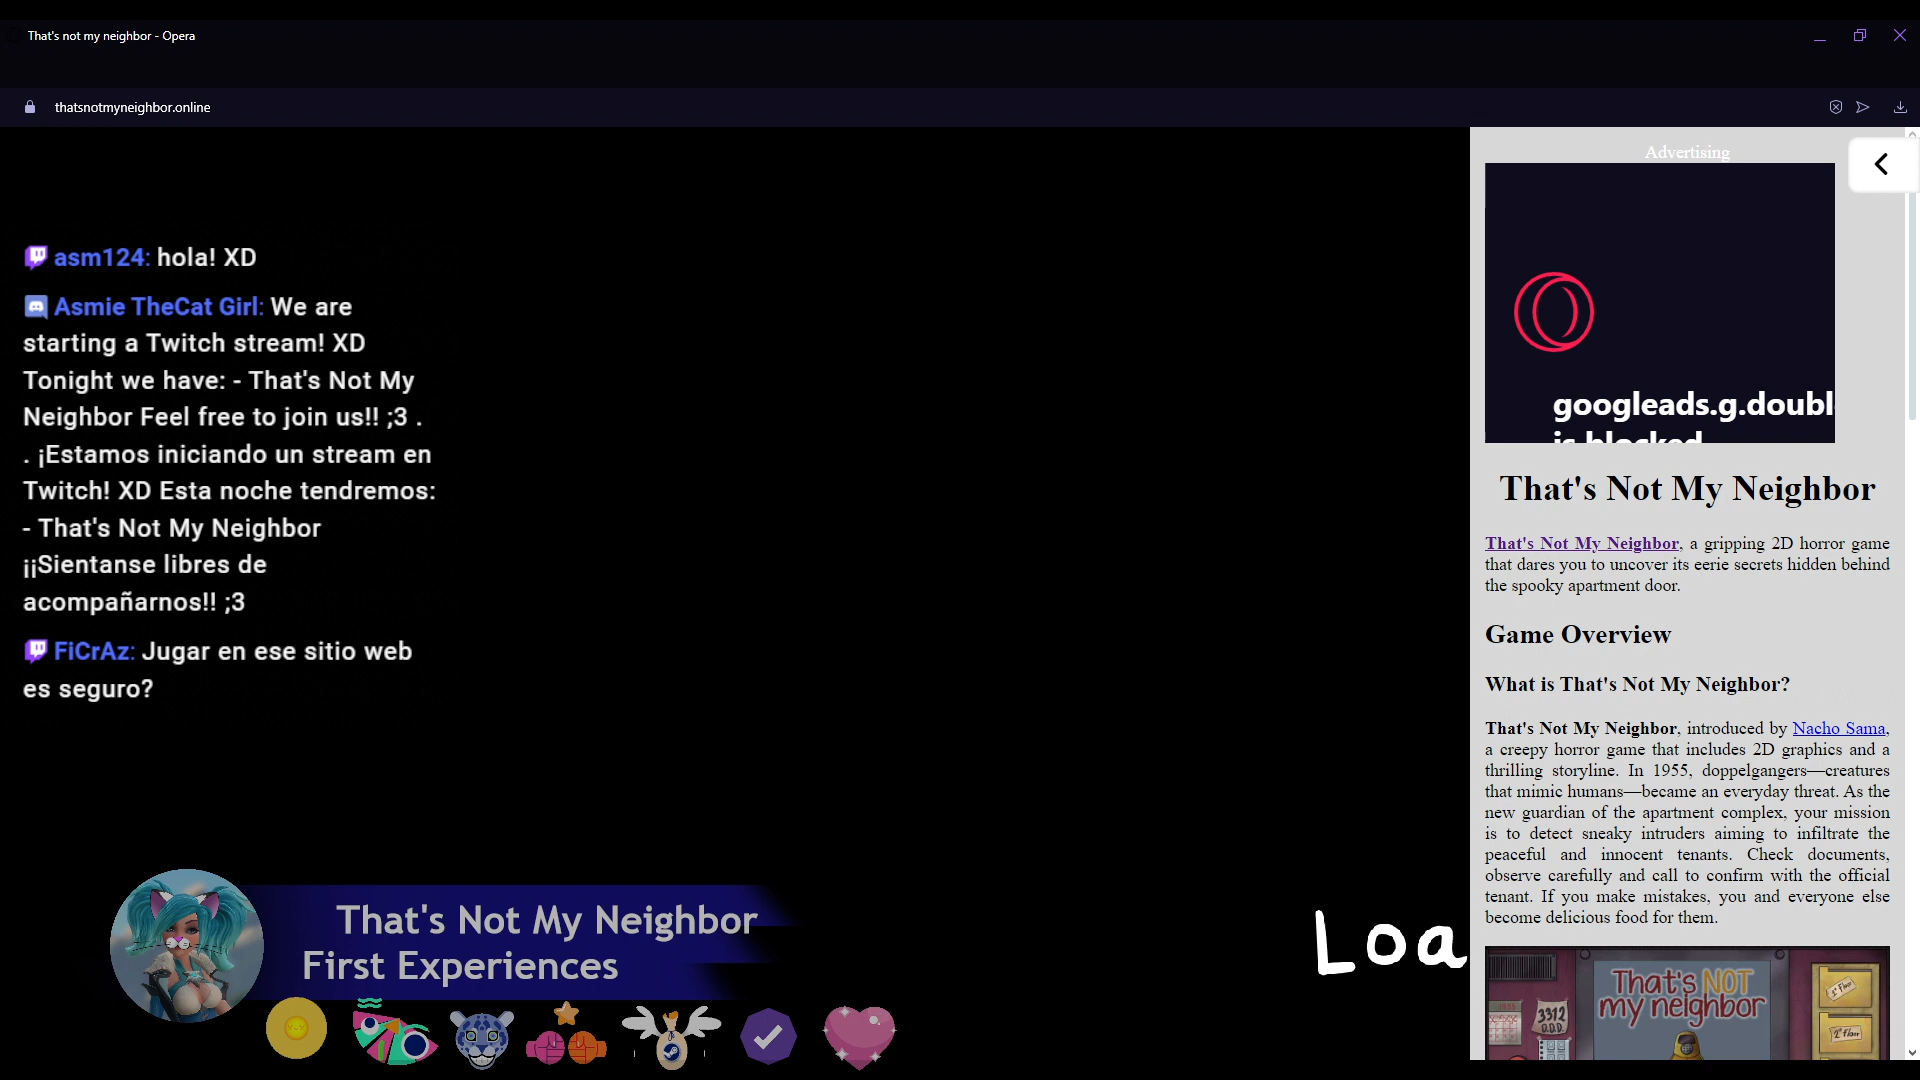 That's not my neighbor - Opera
thatsnotmyneighbor.online
asm124: hola! XD
Asmie TheCat Girl: We are
starting a Twitch stream! XD
Tonight we have: - That's Not My
Neighbor Feel free to join us!! ;3 .
. ¡Estamos iniciando un stream en
Twitch! XD Esta noche tendremos:
- That's Not My Neighbor
¡¡Sientanse libres de
acompañarnos!! ;3
FiCrAz: Jugar en ese sitio web
es seguro?
That's Not My Neighbor
First Experiences
Loa
Advertising
googleads.g.doubl
is blocked
That's Not My Neighbor
That's Not My Neighbor, a gripping 2D horror game
that dares you to uncover its eerie secrets hidden behind
the spooky apartment door.
Game Overview
What is That's Not My Neighbor?
That's Not My Neighbor, introduced by Nacho Sama,
a creepy horror game that includes 2D graphics and a
thrilling storyline. In 1955, doppelgangers—creatures
that mimic humans—became an everyday threat. As the
new guardian of the apartment complex, your mission
is to detect sneaky intruders aiming to infiltrate the
peaceful and innocent tenants. Check documents,
observe carefully and call to confirm with the official
tenant. If you make mistakes, you and everyone else
become delicious food for them.
That's NOT
my neighbor
3312
D.D.D.
1° Floor
2° Floor